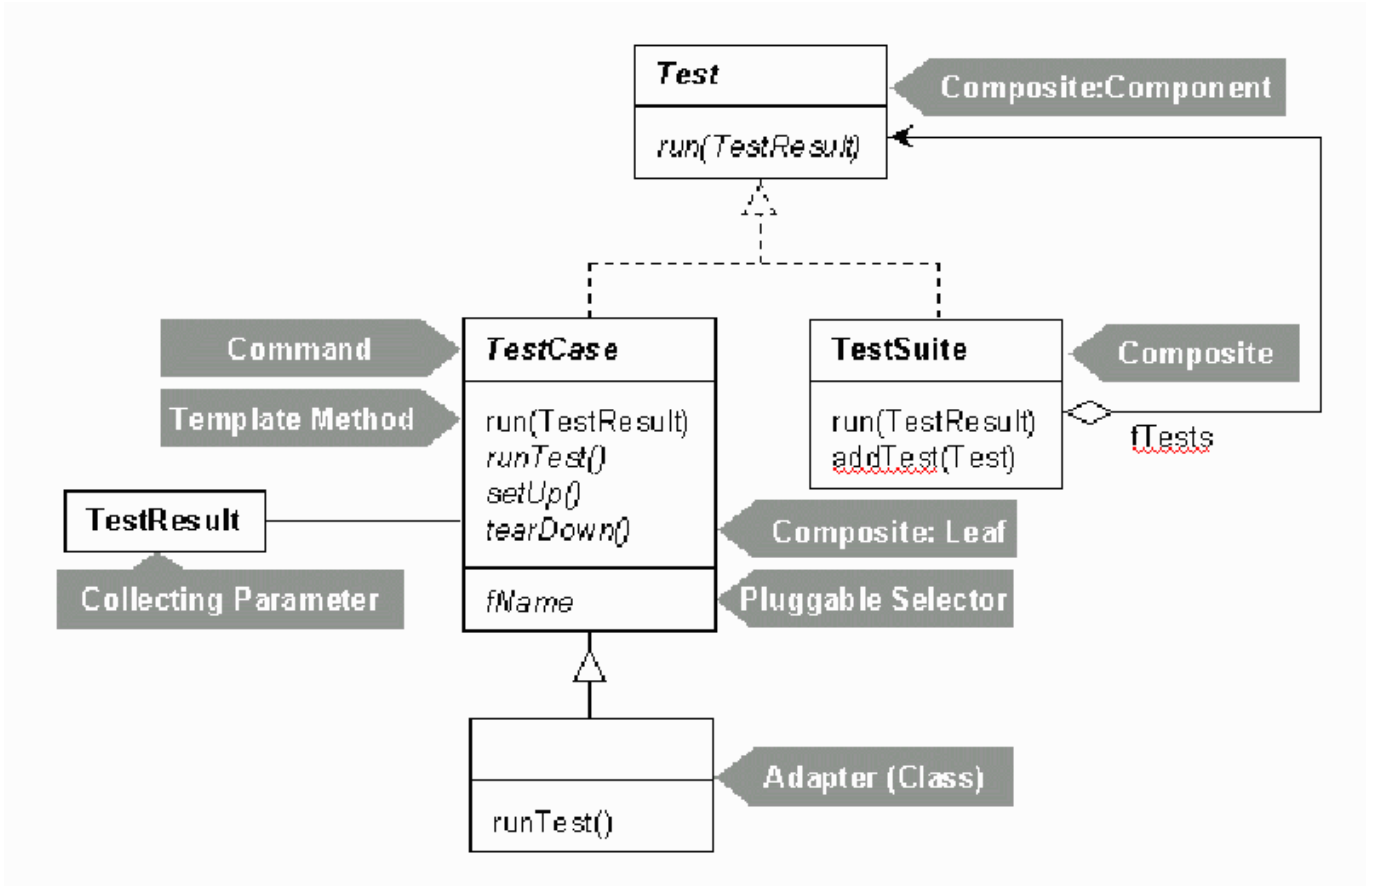 Test
Composite:Component
run(TestResult)
Command
TestCase
TestSuite
Composite
Template Method
run(TestResult)
runTest()
setUp()
tearDown()
run(TestResult)
addTest(Test)
fTests
TestResult
Composite: Leaf
Collecting Parameter
fName
Pluggable Selector
Adapter (Class)
runTest()